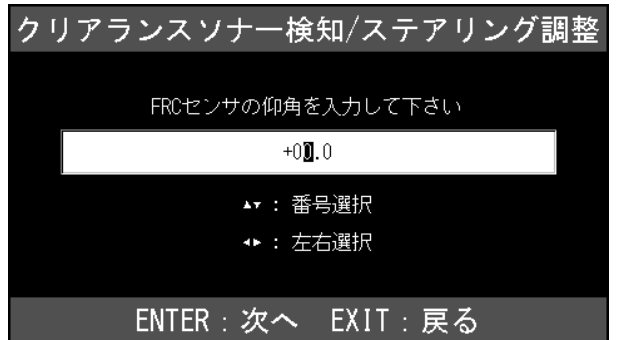 クリアランスソナー検知/ステアリング調整
FRCセンサの仰角を入力して下さい
+00.0
▲▼ : 番号選択
◀▶ : 左右選択
ENTER : 次へ EXIT : 戻る